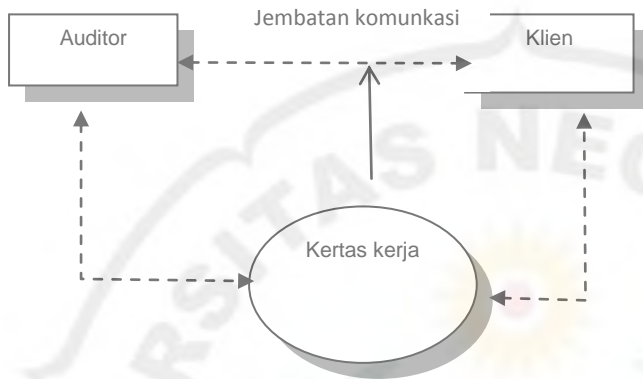 Jembatan komunkasi
Auditor
Klien
Kertas kerja